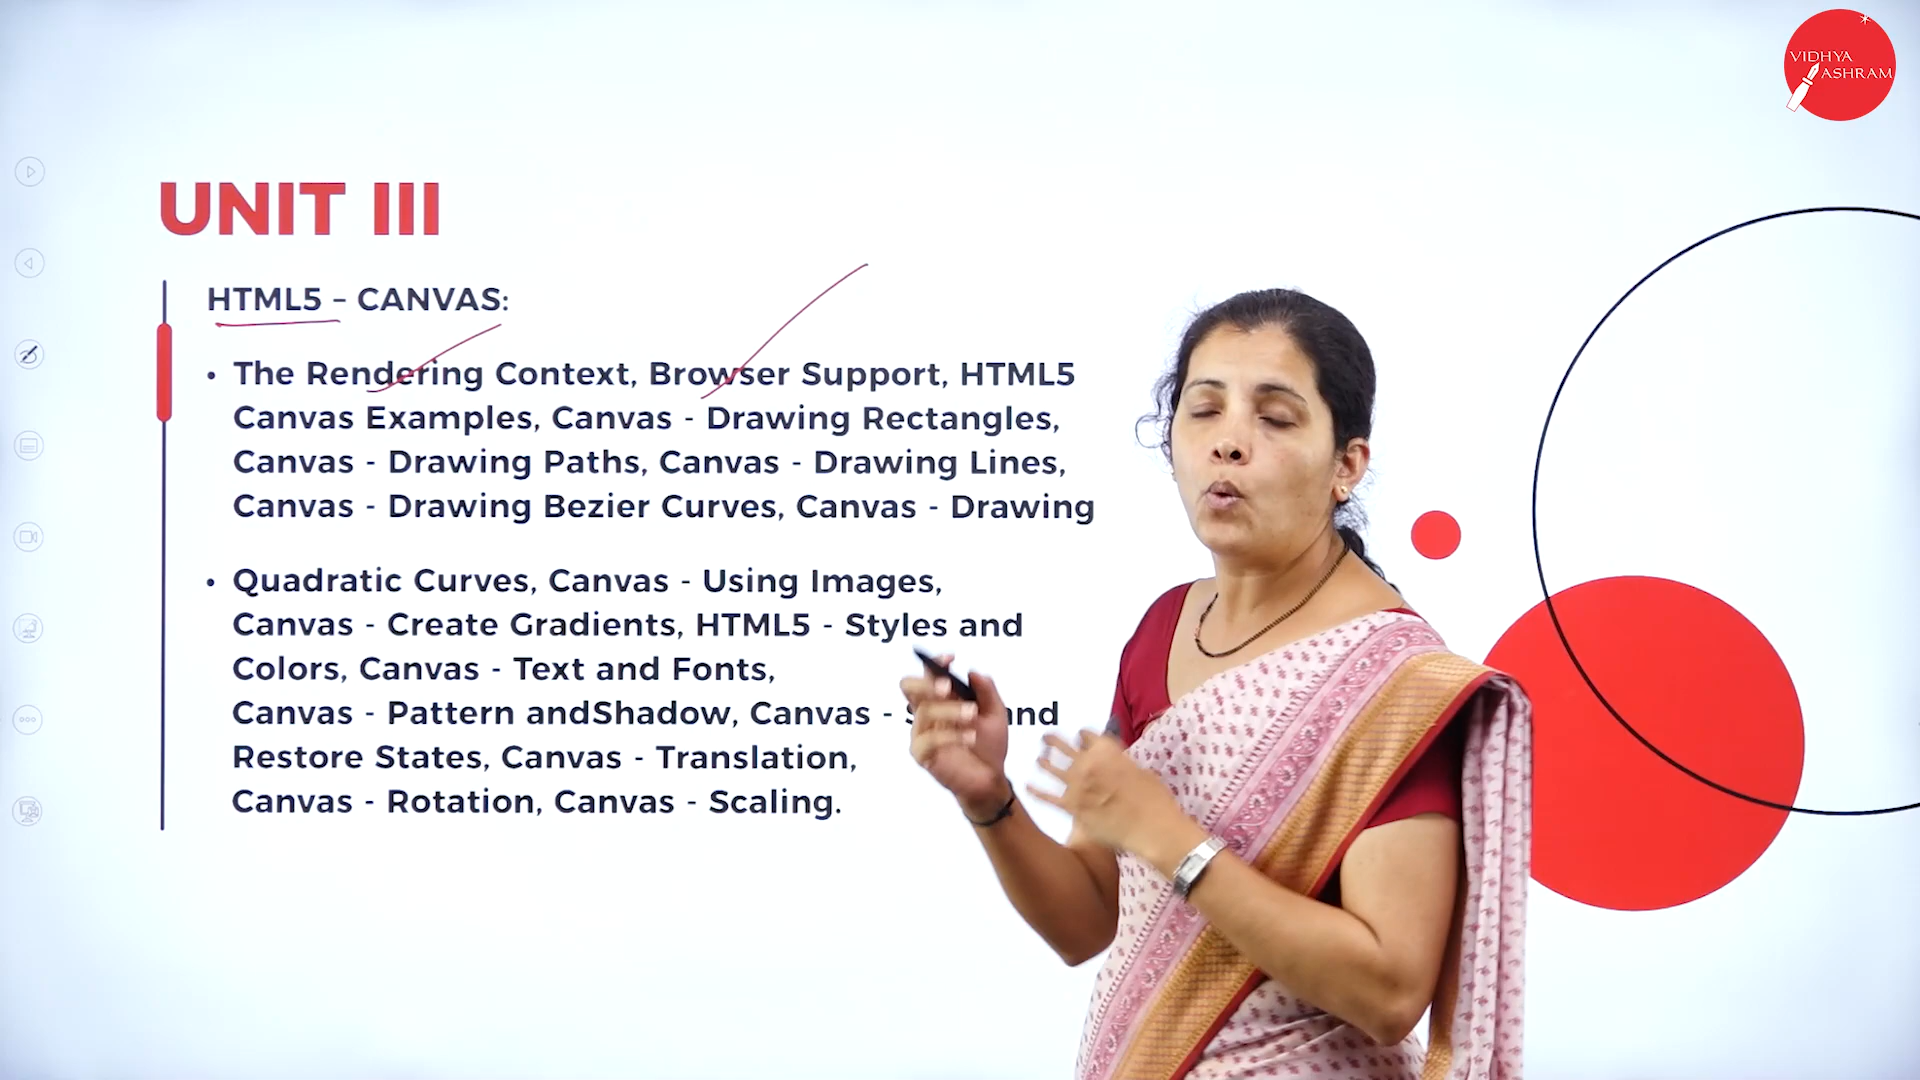 VIDHYA
ASHRAM
UNIT III
HTML5 - CANVAS:
• The Rendering Context, Browser Support, HTML5
Canvas Examples, Canvas - Drawing Rectangles,
Canvas - Drawing Paths, Canvas - Drawing Lines,
Canvas - Drawing Bezier Curves, Canvas - Drawing
• Quadratic Curves, Canvas - Using Images,
Canvas - Create Gradients, HTML5 - Styles and
Colors, Canvas - Text and Fonts,
Canvas - Pattern andShadow, Canvas - and
Restore States, Canvas - Translation,
Canvas - Rotation, Canvas - Scaling.